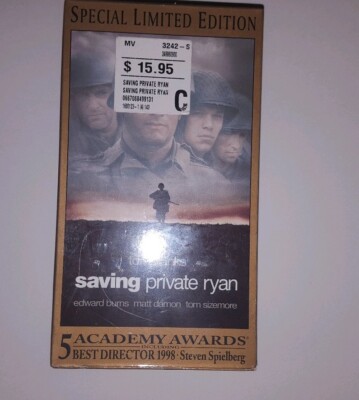 SPECIAL LIMITED EDITION
MV 3242-S
$ 15.95
SAVING PRIVATE RYAN
SAVING PRIVATE RYAN
C
saving private ryan
edward burns matt damon tom sizemore
5 ACADEMY AWARDS
INCLUDING
BEST DIRECTOR 1998 · Steven Spielberg